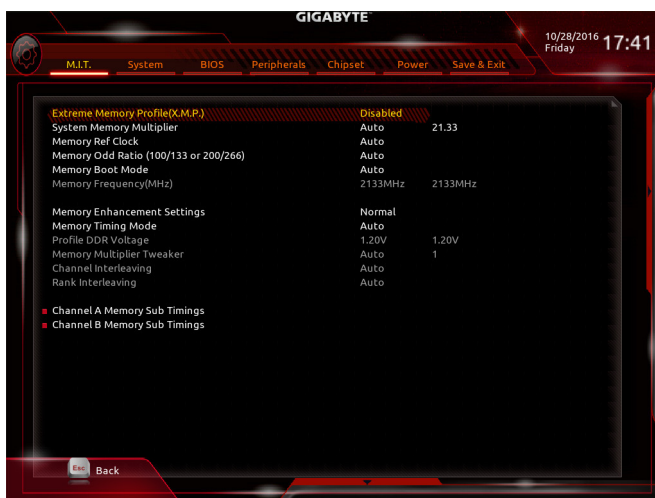 GIGABYTE
10/28/2016
Friday
17:41
M.I.T. System BIOS Peripherals Chipset Power Save & Exit
Extreme Memory Profile(X.M.P.) Disabled
System Memory Multiplier Auto 21.33
Memory Ref Clock Auto
Memory Odd Ratio (100/133 or 200/266) Auto
Memory Boot Mode Auto
Memory Frequency(MHz) 2133MHz 2133MHz
Memory Enhancement Settings Normal
Memory Timing Mode Auto
Profile DDR Voltage 1.20V 1.20V
Memory Multiplier Tweaker Auto 1
Channel Interleaving Auto
Rank Interleaving Auto
Channel A Memory Sub Timings
Channel B Memory Sub Timings
Esc Back